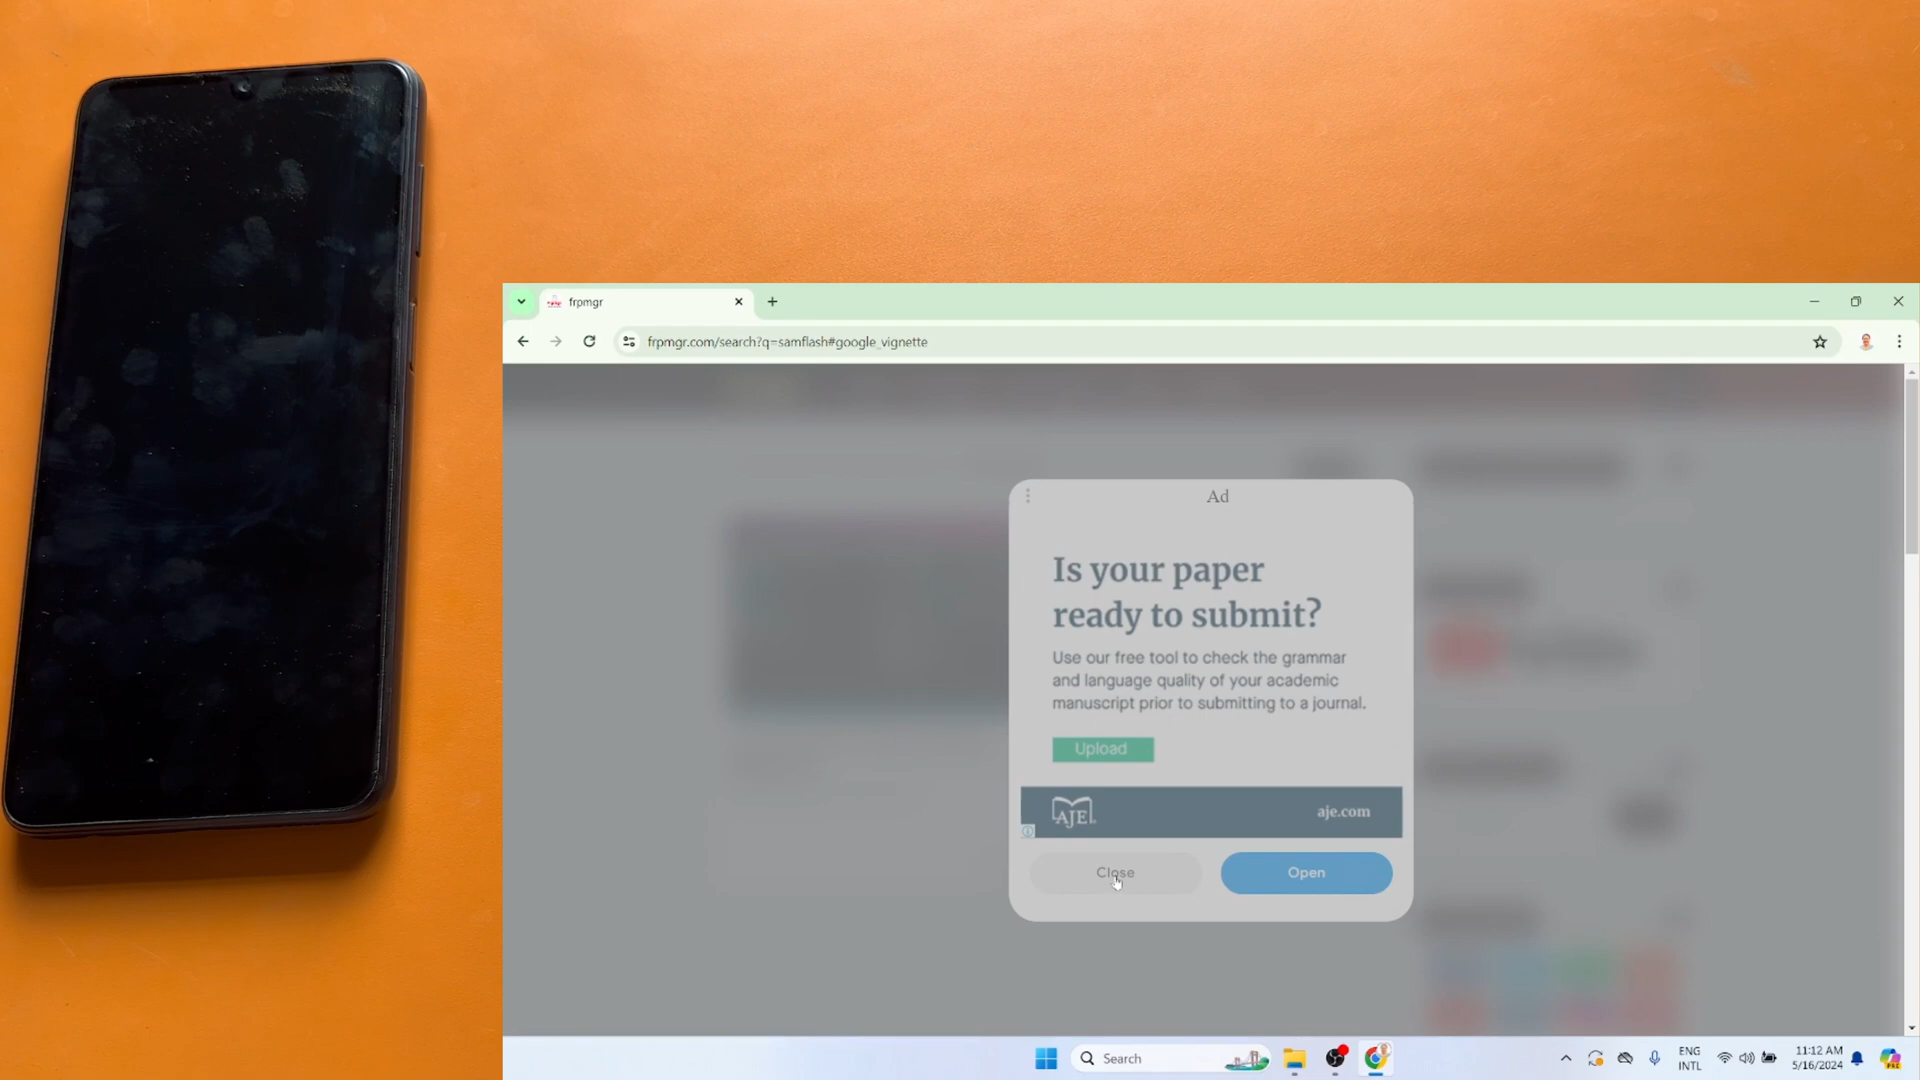 frpmgr
frpmgr.com/search?q=samflash#google_vignette
Ad
Is your paper
ready to submit?
Use our free tool to check the grammar
and language quality of your academic
manuscript prior to submitting to a journal.
Upload
AJE
aje.com
Close
Open
Search
ENG
INTL
11:12 AM
5/16/2024
PRE